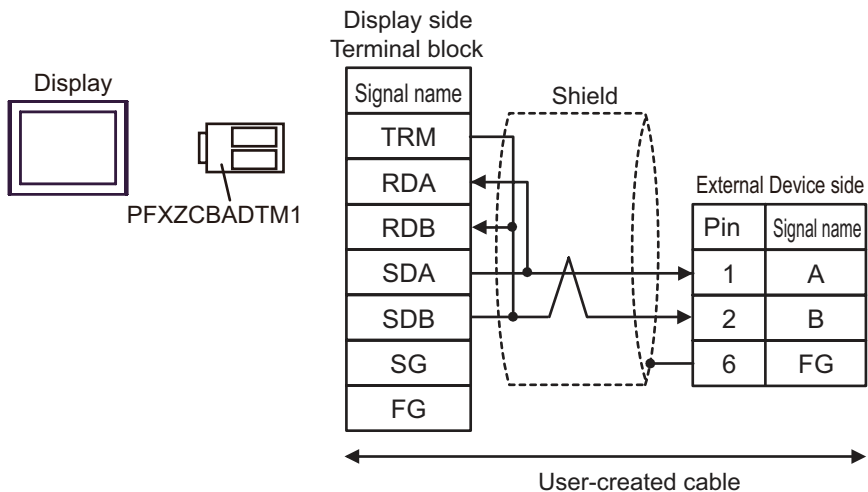 Display
PFXZCBADTM1
Display side
Terminal block
Signal name
TRM
RDA
RDB
SDA
SDB
SG
FG
Shield
External Device side
Pin Signal name
1 A
2 B
6 FG
User-created cable